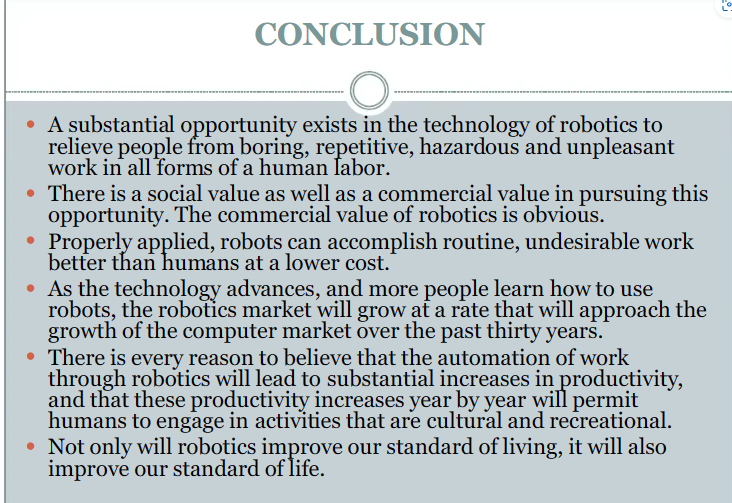 CONCLUSION
A substantial opportunity exists in the technology of robotics to
relieve people from boring, repetitive, hazardous and unpleasant
work in all forms of a human labor.
There is a social value as well as a commercial value in pursuing this
opportunity. The commercial value of robotics is obvious.
Properly applied, robots can accomplish routine, undesirable work
better than humans at a lower cost.
As the technology advances, and more people learn how to use
robots, the robotics market will grow at a rate that will approach the
growth of the computer market over the past thirty years.
There is every reason to believe that the automation of work
through robotics will lead to substantial increases in productivity,
and that these productivity increases year by year will permit
humans to engage in activities that are cultural and recreational.
Not only will robotics improve our standard of living, it will also
improve our standard of life.